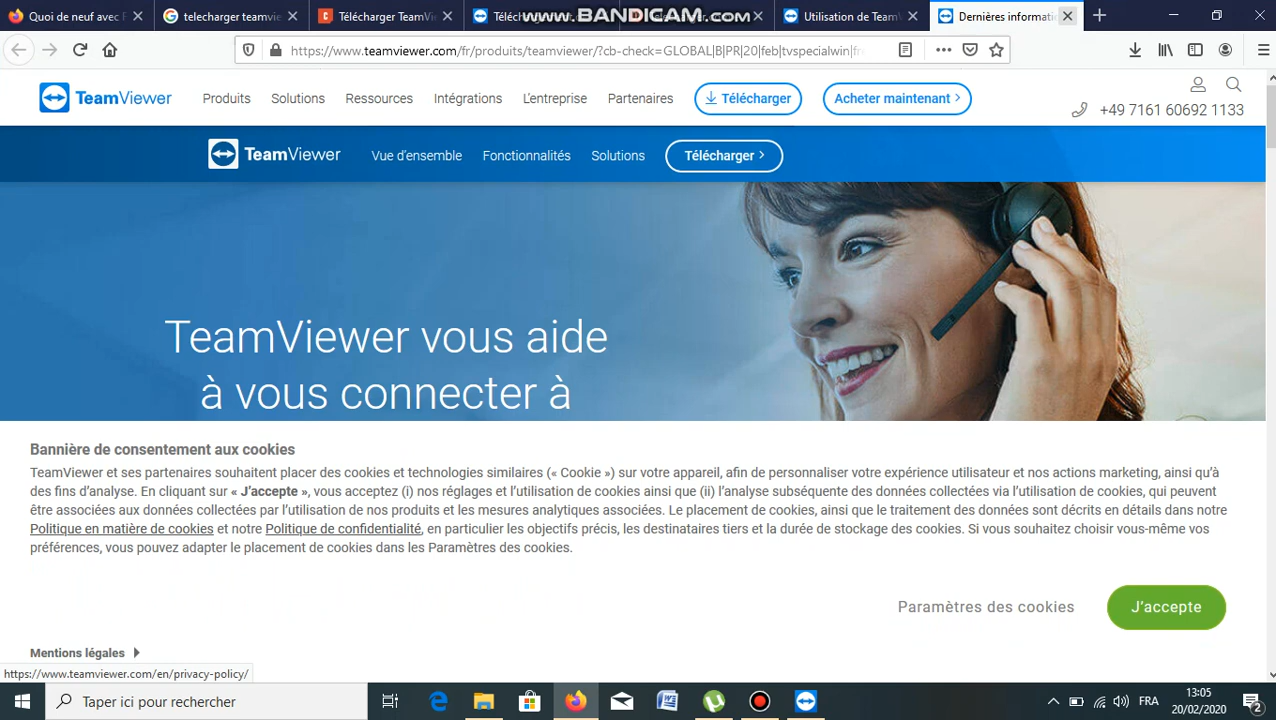 Quoi de neuf avec F
telecharger teamvie
Télécharger TeamVi
Téléch
www.BANDICAM.com
Utilisation de Team
Dernières informati
https://www.teamviewer.com/fr/produits/teamviewer/?cb-check=GLOBAL|B|PR|20|feb|tvspecialwin|fr
TeamViewer
Produits
Solutions
Ressources
Intégrations
L'entreprise
Partenaires
Télécharger
Acheter maintenant
+49 7161 60692 1133
TeamViewer
Vue d'ensemble
Fonctionnalités
Solutions
Télécharger
TeamViewer vous aide
à vous connecter à
Bannière de consentement aux cookies
TeamViewer et ses partenaires souhaitent placer des cookies et technologies similaires (« Cookie ») sur votre appareil, afin de personnaliser votre expérience utilisateur et nos actions marketing, ainsi qu'à
des fins d'analyse. En cliquant sur « J'accepte », vous acceptez (i) nos réglages et l'utilisation de cookies ainsi que (ii) l'analyse subséquente des données collectées via l'utilisation de cookies, qui peuvent
être associées aux données collectées par l'utilisation de nos produits et les mesures analytiques associées. Le placement de cookies, ainsi que le traitement des données sont décrits en détails dans notre
Politique en matière de cookies et notre Politique de confidentialité, en particulier les objectifs précis, les destinataires tiers et la durée de stockage des cookies. Si vous souhaitez choisir vous-même vos
préférences, vous pouvez adapter le placement de cookies dans les Paramètres des cookies.
Paramètres des cookies
J'accepte
Mentions légales
https://www.teamviewer.com/en/privacy-policy/
Taper ici pour rechercher
FRA
13:05
20/02/2020
2